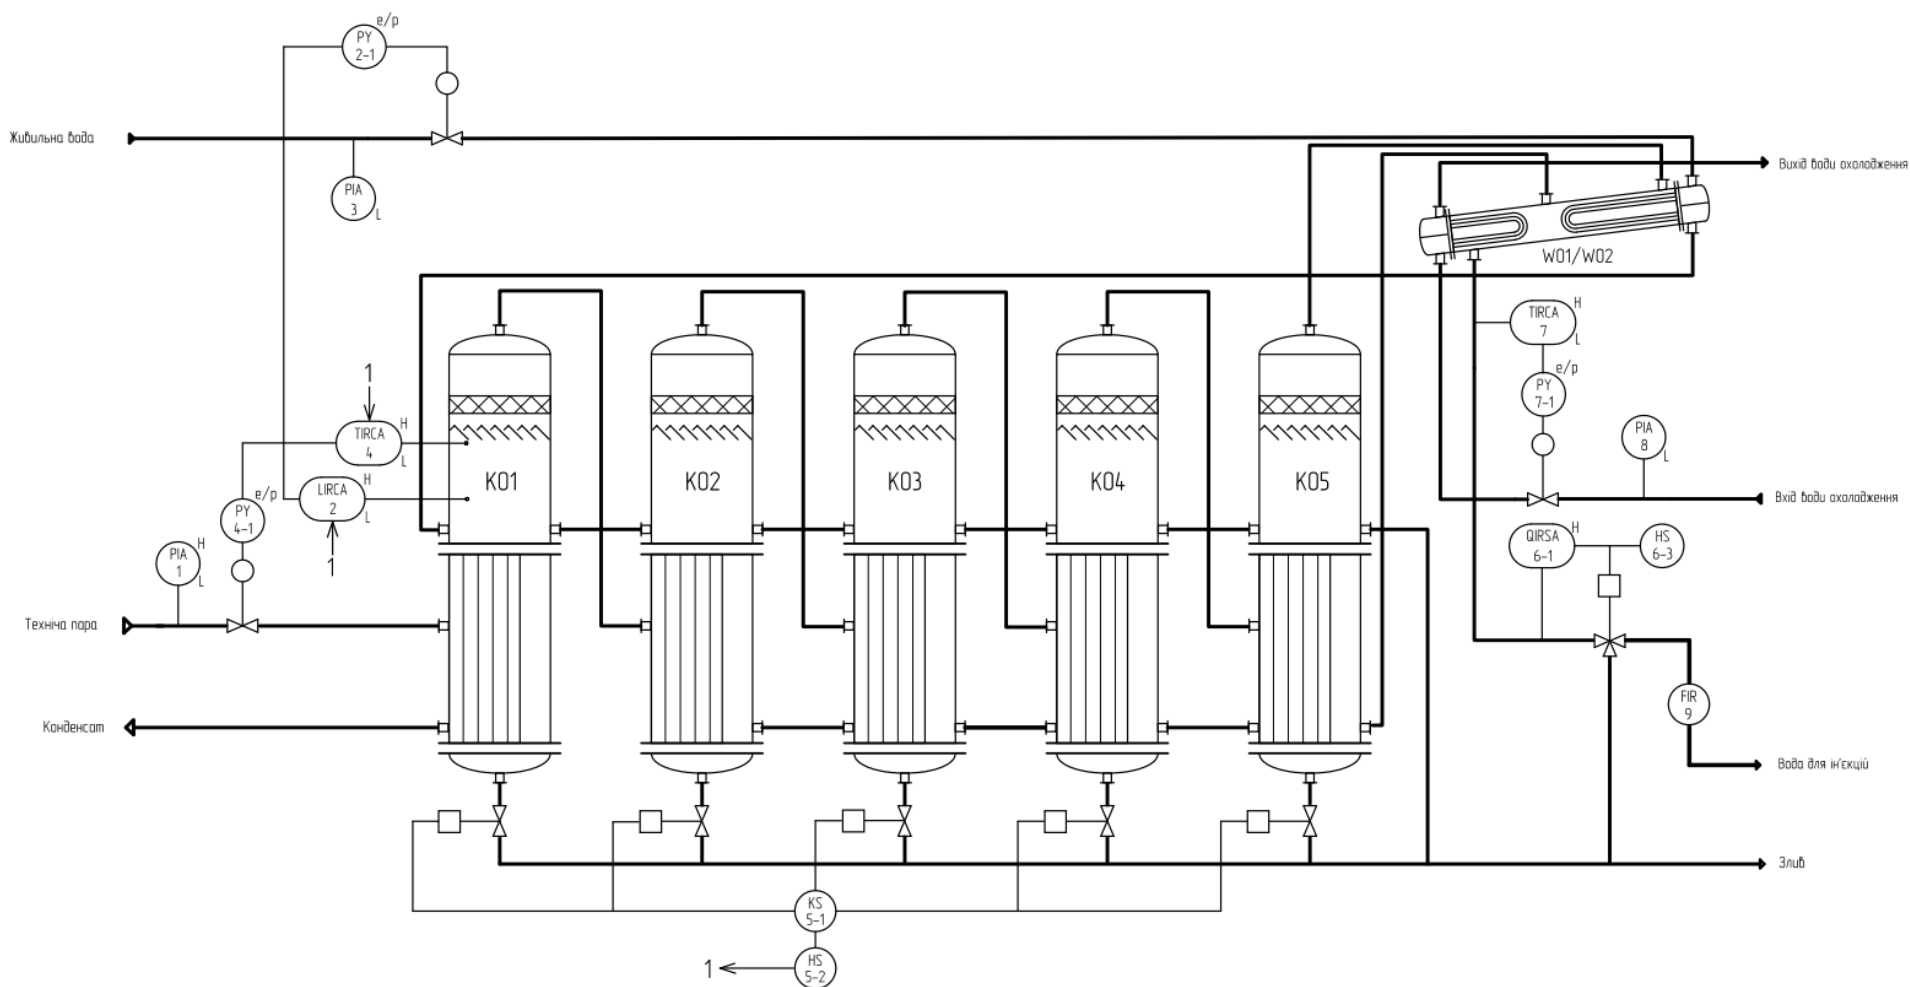 e/p
PY
2-1
Живильна вода
PIA
3
L
Вихід води охолодження
W01/W02
TIRCA
7
H
L
e/p
PY
7-1
1
TIRCA
4
H
L
LIRCA
2
H
L
1
e/p
PY
4-1
K01
K02
K03
K04
K05
PIA
8
L
Вхід води охолодження
PIA
1
H
L
QIRSA
6-1
H
HS
6-3
Техніча пара
Конденсат
FIR
9
Вода для ін'єкцій
Злив
KS
5-1
HS
5-2
1